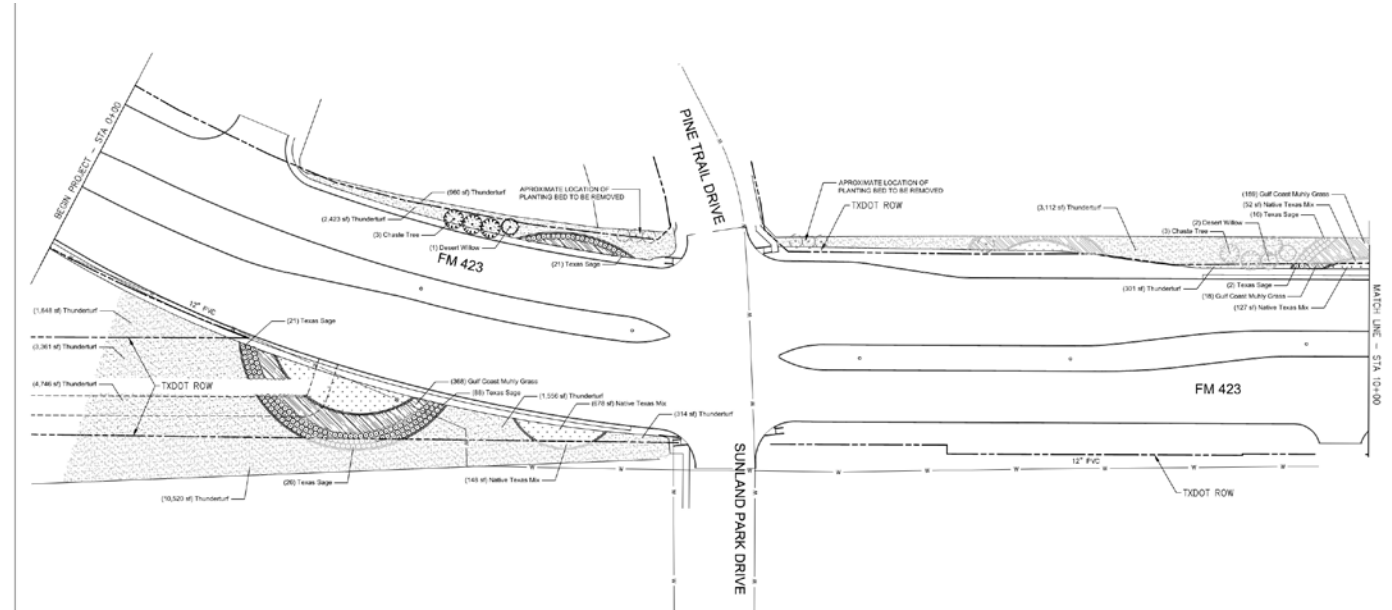 BEGIN PROJECT - STA 0+00
(960 sf) Thunderturf
(2,423 sf) Thunderturf
(3) Chaste Tree
(1) Desert Willow
FM 423
APROXIMATE LOCATION OF
PLANTING BED TO BE REMOVED
(21) Texas Sage
PINE TRAIL DRIVE
APROXIMATE LOCATION OF
PLANTING BED TO BE REMOVED
TXDOT ROW
(3,112 sf) Thunderturf
(52 sf) Native Texas Mix
(16) Texas Sage
(2) Desert Willow
(3) Chaste Tree
(301 sf) Thunderturf
(2) Texas Sage
(18) Gulf Coast Muhly Grass
(127 sf) Native Texas Mix
MATCH LINE - STA 10+00
12" PVC
(1,648 sf) Thunderturf
(3,361 sf) Thunderturf
(4,746 sf) Thunderturf
TXDOT ROW
(21) Texas Sage
(368) Gulf Coast Muhly Grass
(88) Texas Sage
(1,556 sf) Thunderturf
(678 sf) Native Texas Mix
(314 sf) Thunderturf
(10,520 sf) Thunderturf
(26) Texas Sage
(148 sf) Native Texas Mix
SUNLAND PARK DRIVE
FM 423
12" PVC
TXDOT ROW